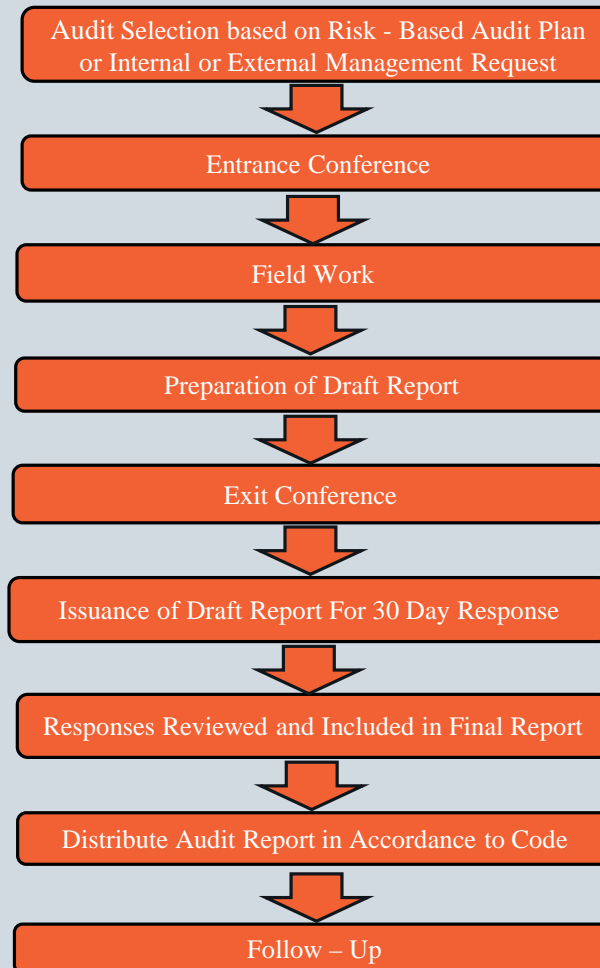 Audit Selection based on Risk - Based Audit Plan
or Internal or External Management Request
Entrance Conference
Field Work
Preparation of Draft Report
Exit Conference
Issuance of Draft Report For 30 Day Response
Responses Reviewed and Included in Final Report
Distribute Audit Report in Accordance to Code
Follow – Up